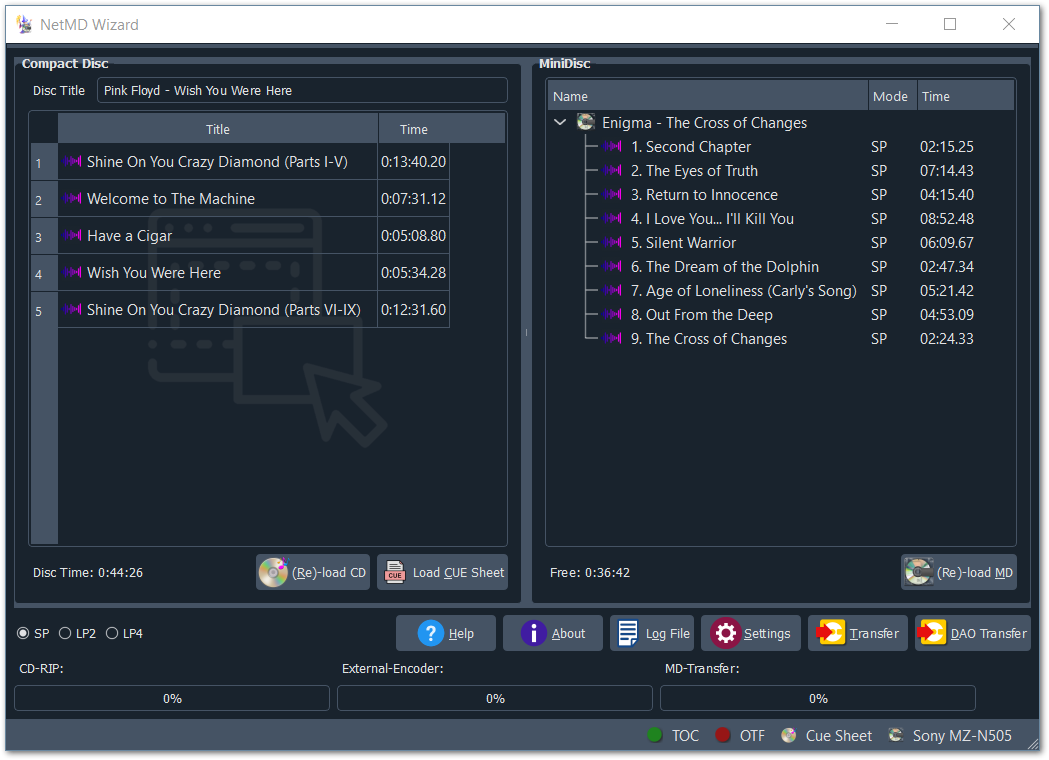 NetMD Wizard
Compact Disc
Disc Title Pink Floyd - Wish You Were Here
Title Time
1 Shine On You Crazy Diamond (Parts I-V) 0:13:40.20
2 Welcome to The Machine 0:07:31.12
3 Have a Cigar 0:05:08.80
4 Wish You Were Here 0:05:34.28
5 Shine On You Crazy Diamond (Parts VI-IX) 0:12:31.60
Disc Time: 0:44:26 (Re)-load CD CUE Load CUE Sheet
MiniDisc
Name Mode Time
Enigma - The Cross of Changes
1. Second Chapter SP 02:15.25
2. The Eyes of Truth SP 07:14.43
3. Return to Innocence SP 04:15.40
4. I Love You... I'll Kill You SP 08:52.48
5. Silent Warrior SP 06:09.67
6. The Dream of the Dolphin SP 02:47.34
7. Age of Loneliness (Carly's Song) SP 05:21.42
8. Out From the Deep SP 04:53.09
9. The Cross of Changes SP 02:24.33
Free: 0:36:42 (Re)-load MD
SP LP2 LP4 Help About Log File Settings Transfer DAO Transfer
CD-RIP: External-Encoder: MD-Transfer:
0% 0% 0%
TOC OTF Cue Sheet Sony MZ-N505